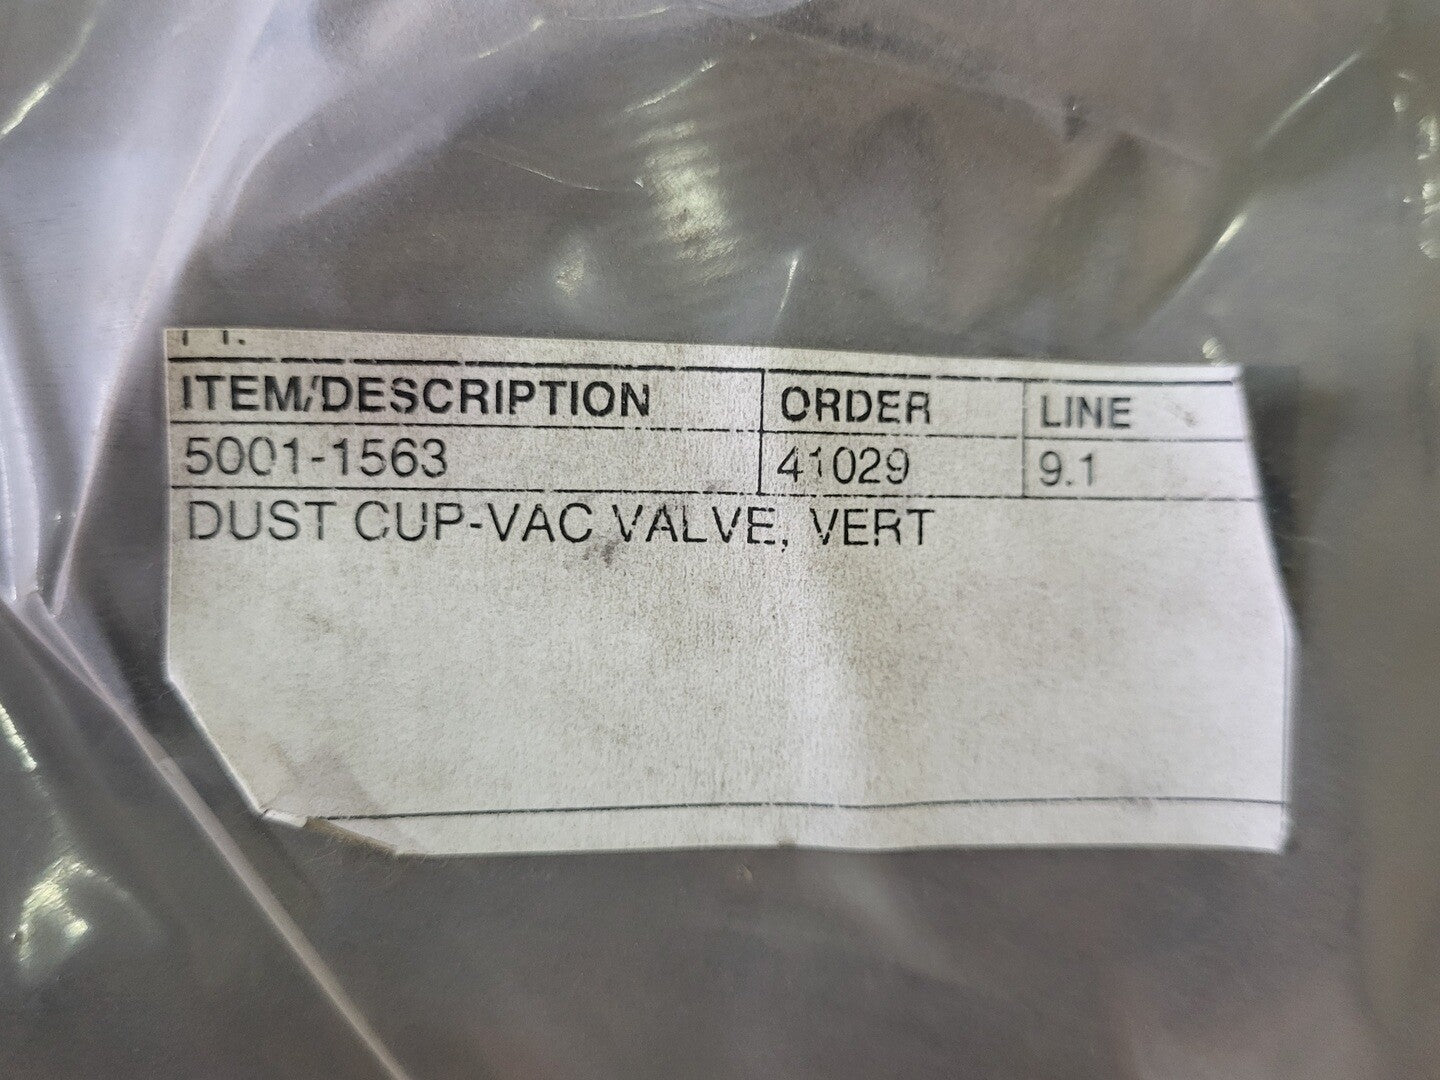 ITEM/DESCRIPTION ORDER LINE
5001-1563 41029 9.1
DUST CUP-VAC VALVE, VERT